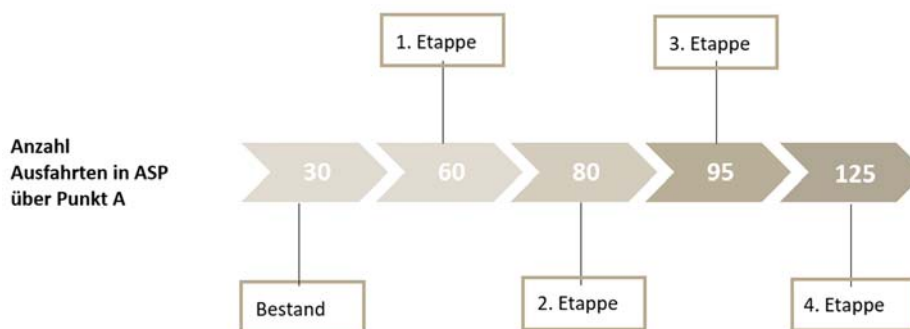 1. Etappe
3. Etappe
Anzahl
Ausfahrten in ASP
über Punkt A
30
60
80
95
125
Bestand
2. Etappe
4. Etappe